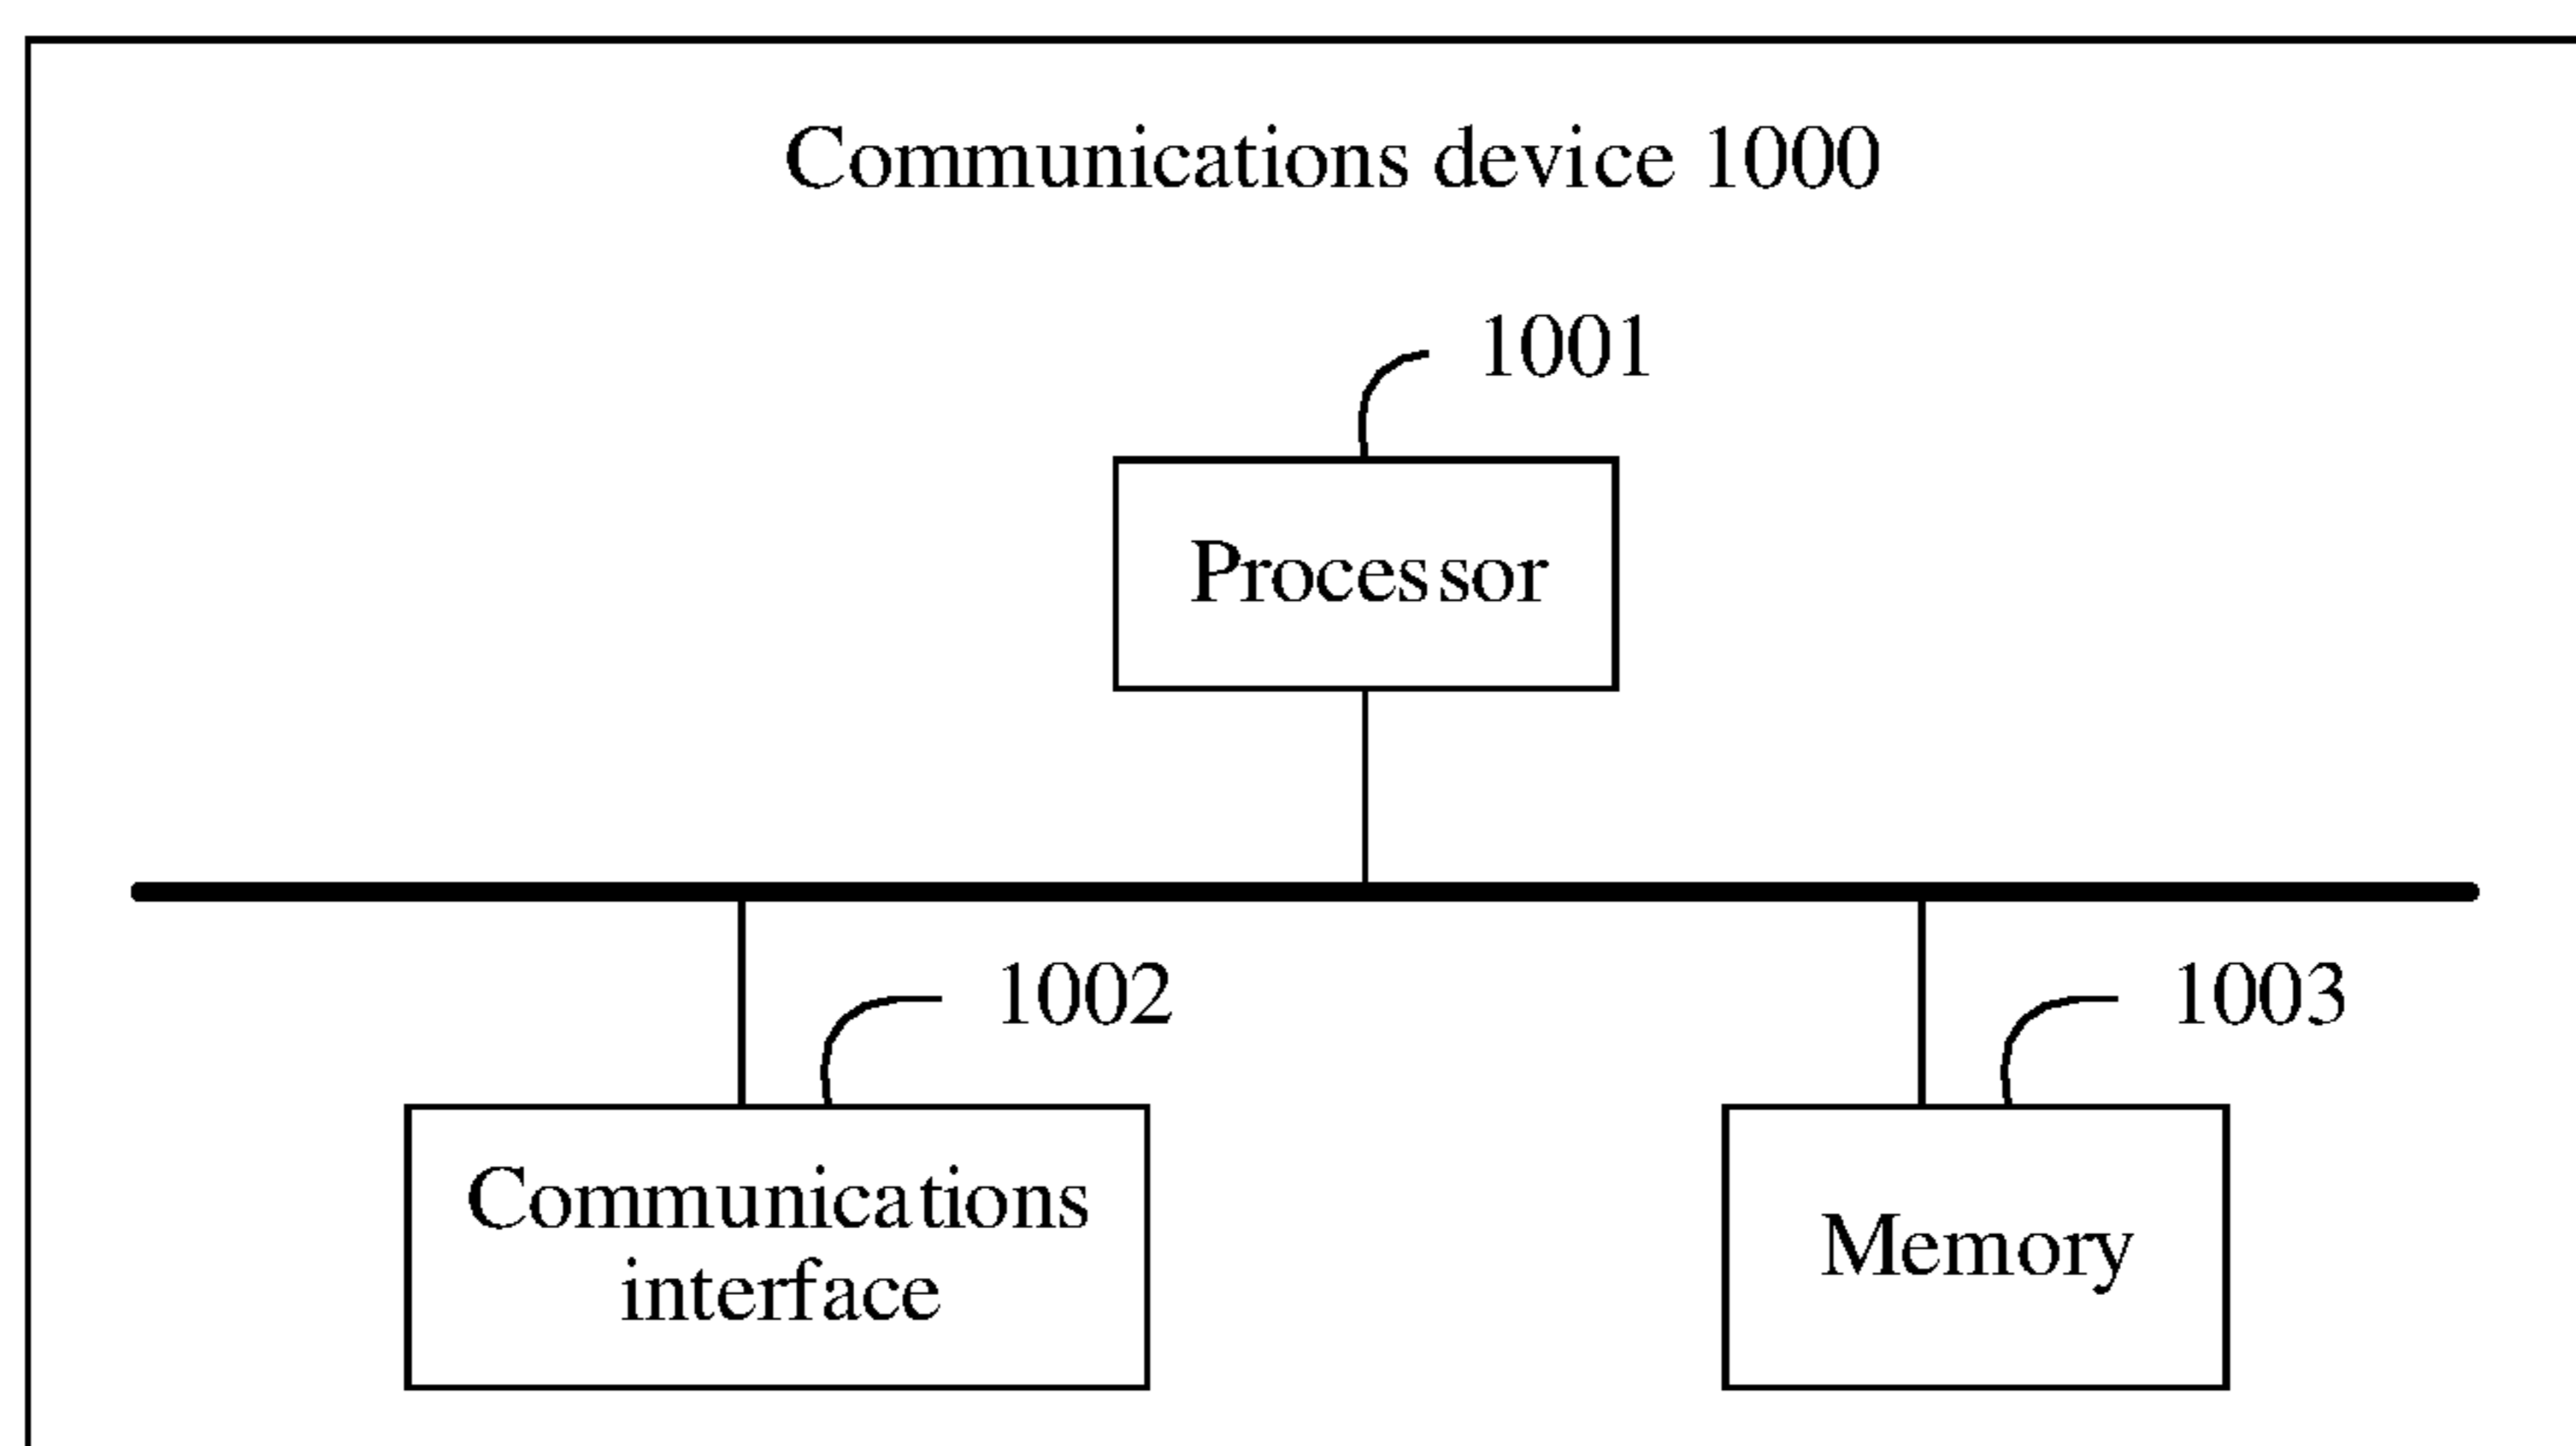 Communications device 1000
1001
Processor
1002
1003
Communications
interface
Memory